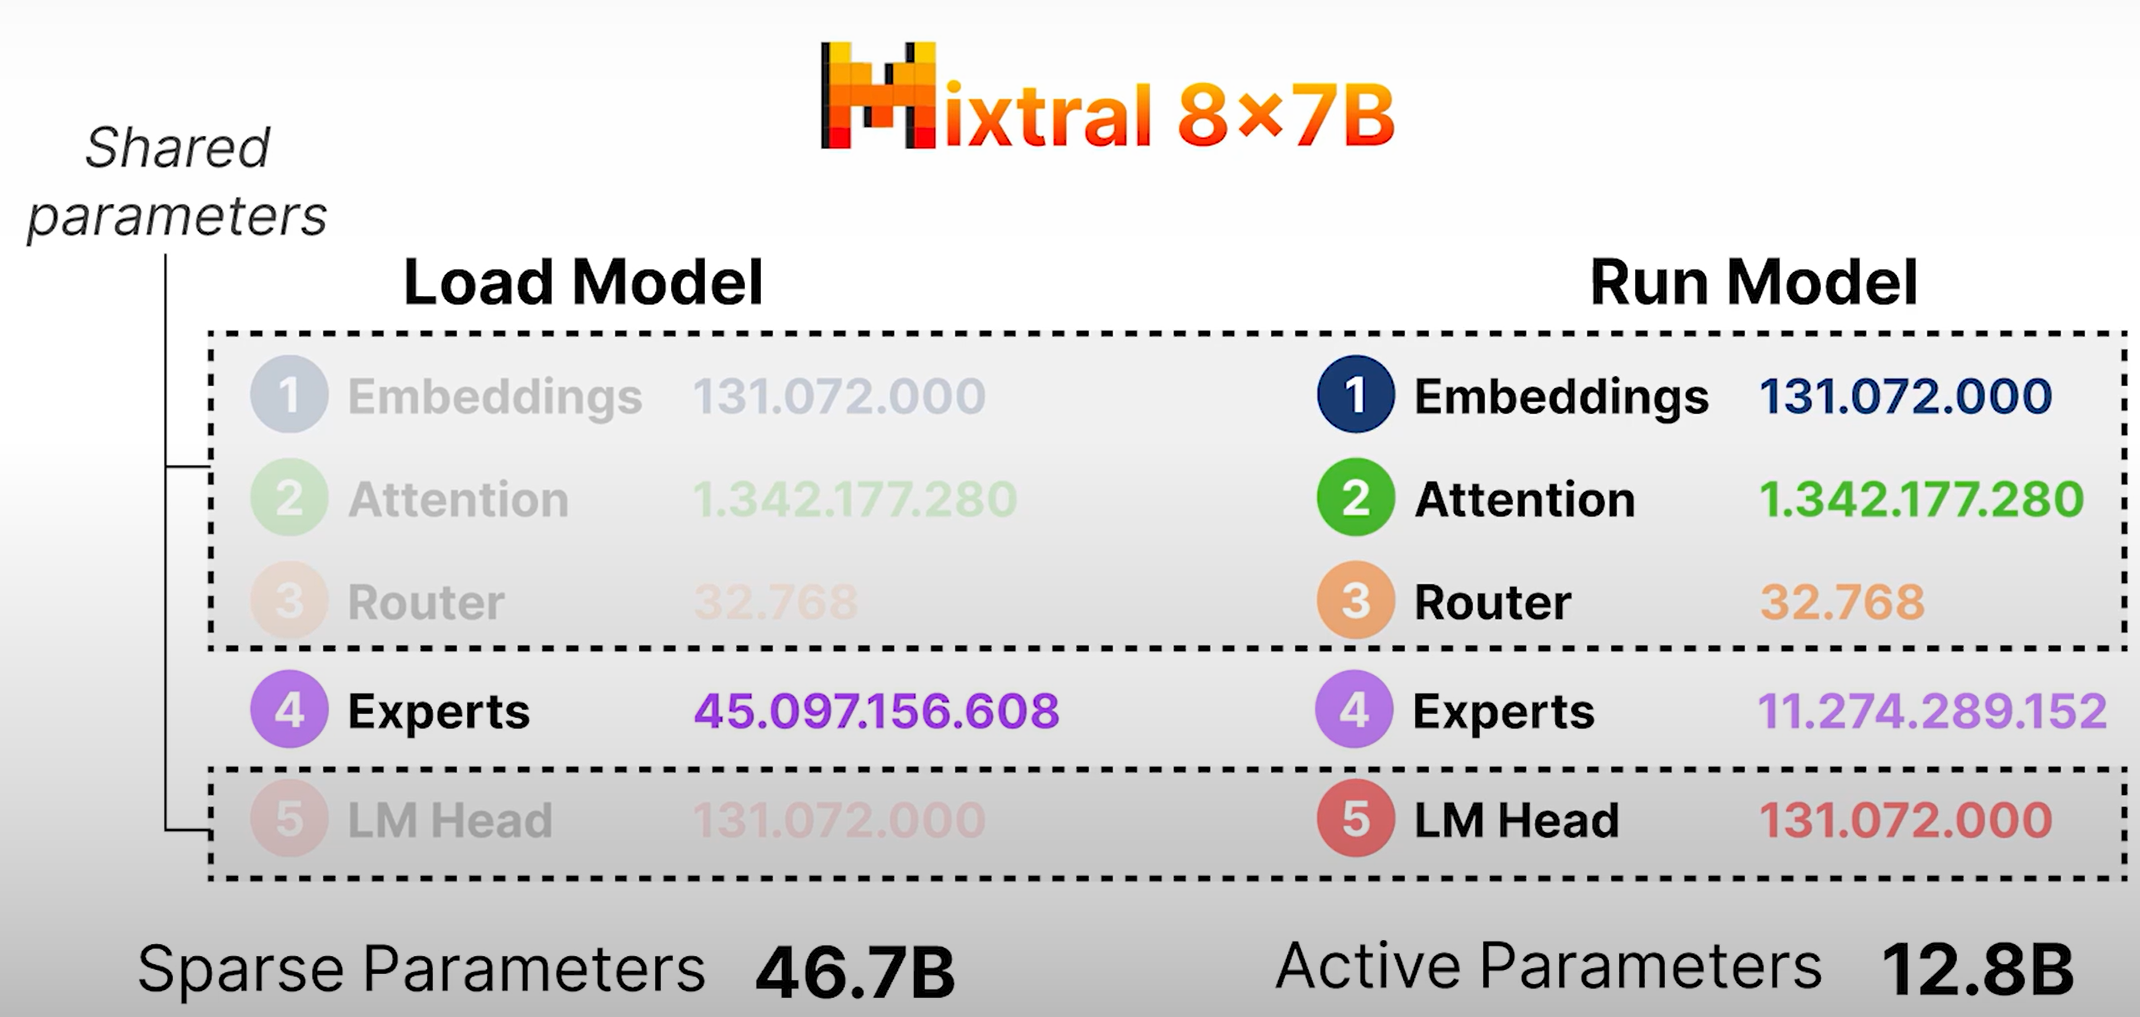 Mixtral 8×7B
Shared
parameters
Load Model
Run Model
1 Embeddings 131.072.000
1 Embeddings 131.072.000
2 Attention 1.342.177.280
2 Attention 1.342.177.280
3 Router 32.768
3 Router 32.768
4 Experts 45.097.156.608
4 Experts 11.274.289.152
5 LM Head 131.072.000
5 LM Head 131.072.000
Sparse Parameters 46.7B
Active Parameters 12.8B